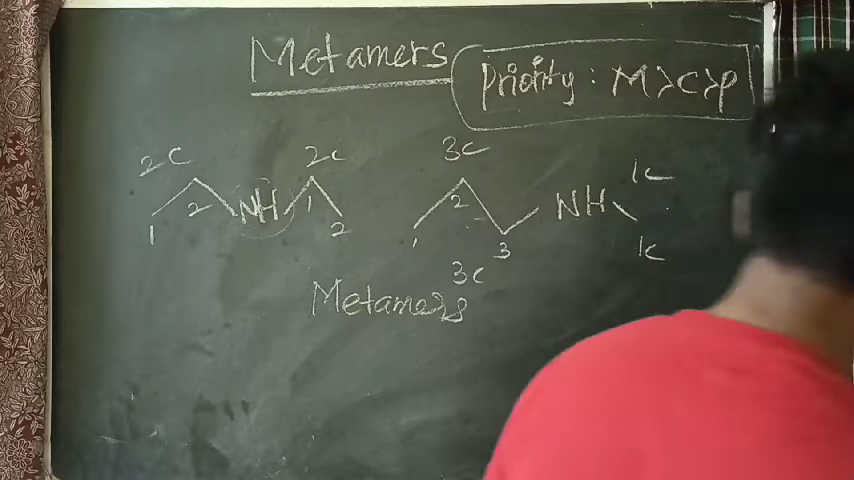 Metamers
Priority : M>C>P
2C 2C 3C 1C
NH NH
1 2 1 2 1 2 3
3C 1C
Metamers